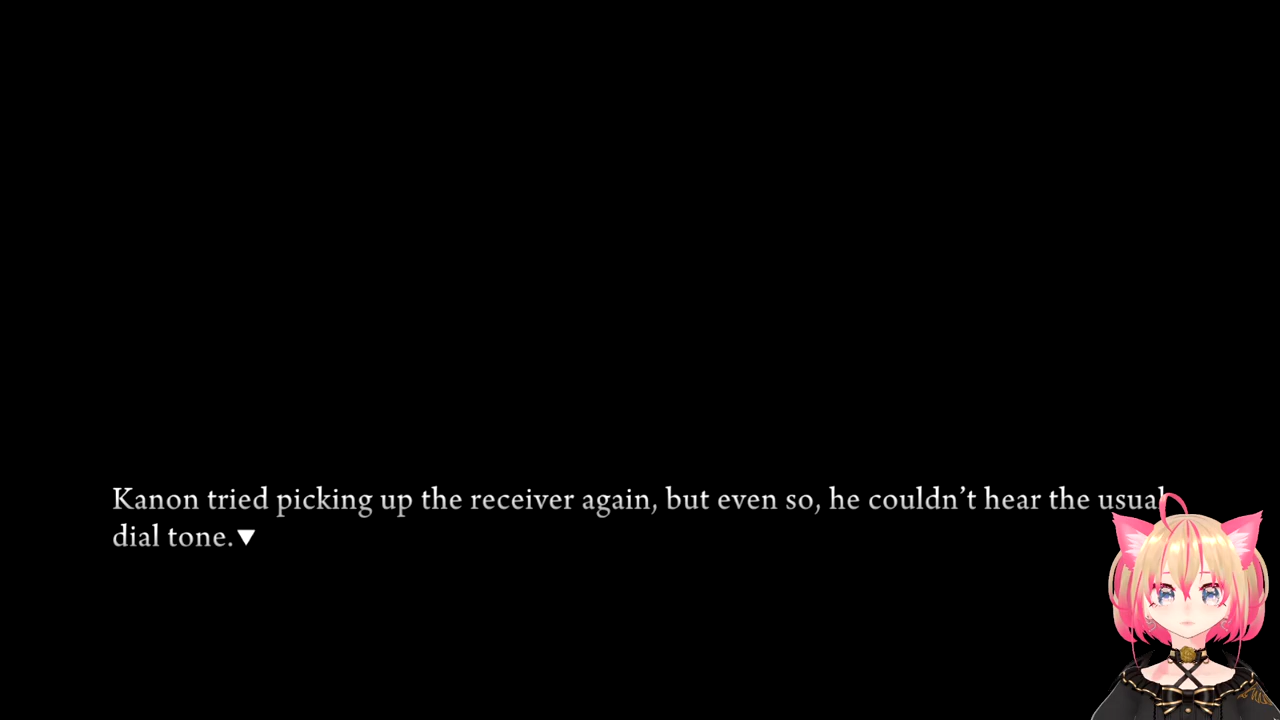 Kanon tried picking up the receiver again, but even so, he couldn't hear the usual
dial tone.▼